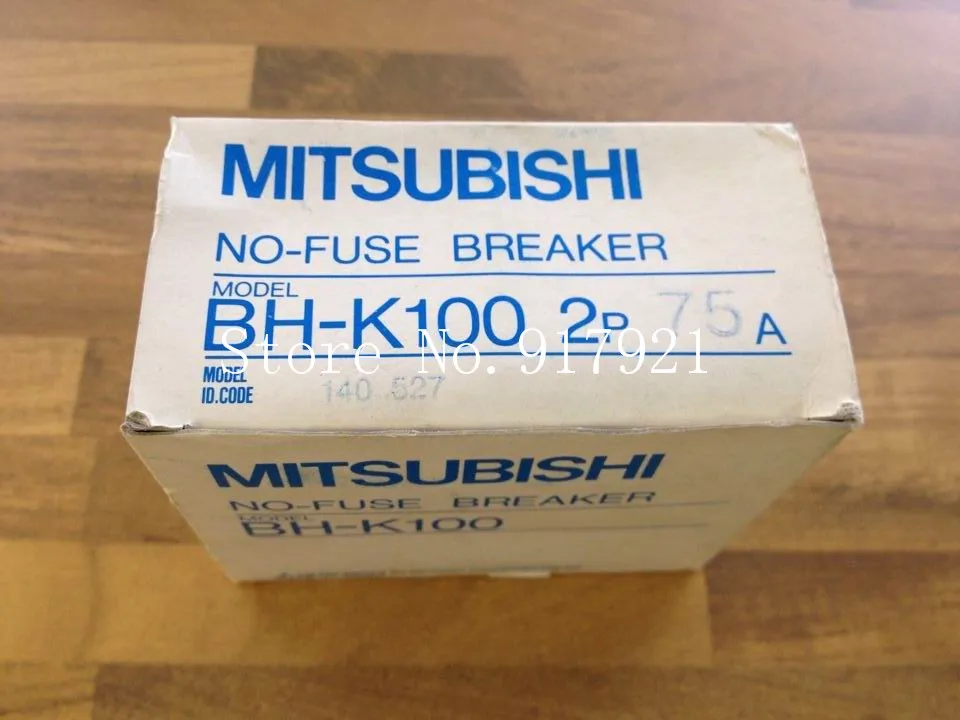 MITSUBISHI
NO-FUSE BREAKER
MODEL
BH-K100 2P 75 A
Store No. 917921
MODEL
ID.CODE 140 527
MITSUBISHI
NO-FUSE BREAKER
MODEL
BH-K100